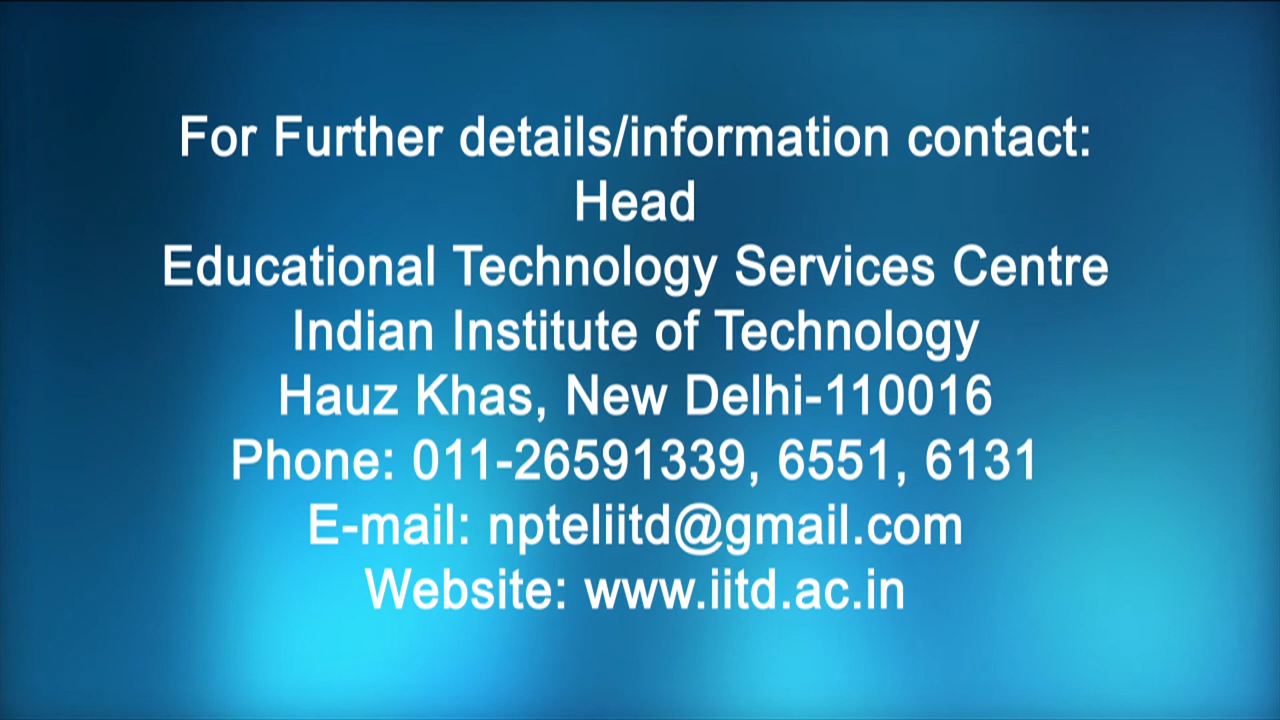 For Further details/information contact:
Head
Educational Technology Services Centre
Indian Institute of Technology
Hauz Khas, New Delhi-110016
Phone: 011-26591339, 6551, 6131
E-mail: npteliitd@gmail.com
Website: www.iitd.ac.in